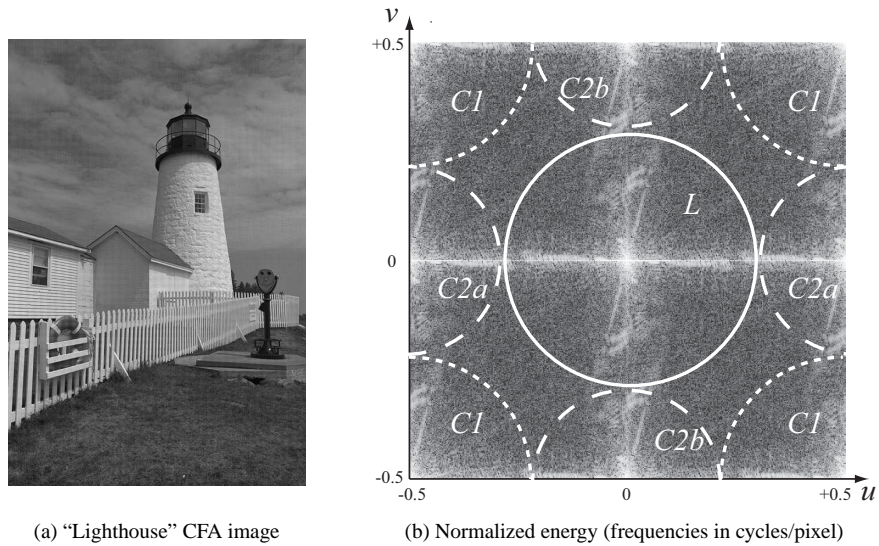 v
+0.5
C1 C2b C1
L
0
C2a C2a
C1 C2b C1
-0.5
-0.5 0 +0.5 u
(a) “Lighthouse” CFA image (b) Normalized energy (frequencies in cycles/pixel)